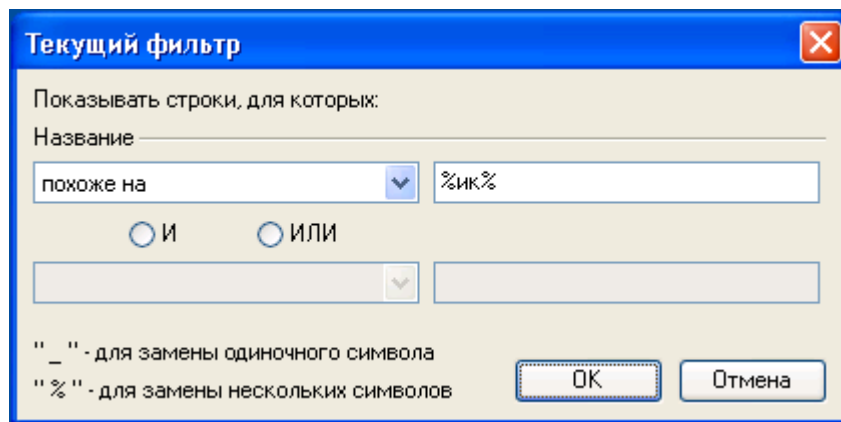 Текущий фильтр
Показывать строки, для которых:
Название
похоже на %ик%
И ИЛИ
"_" - для замены одиночного символа
"%" - для замены нескольких символов
OK Отмена